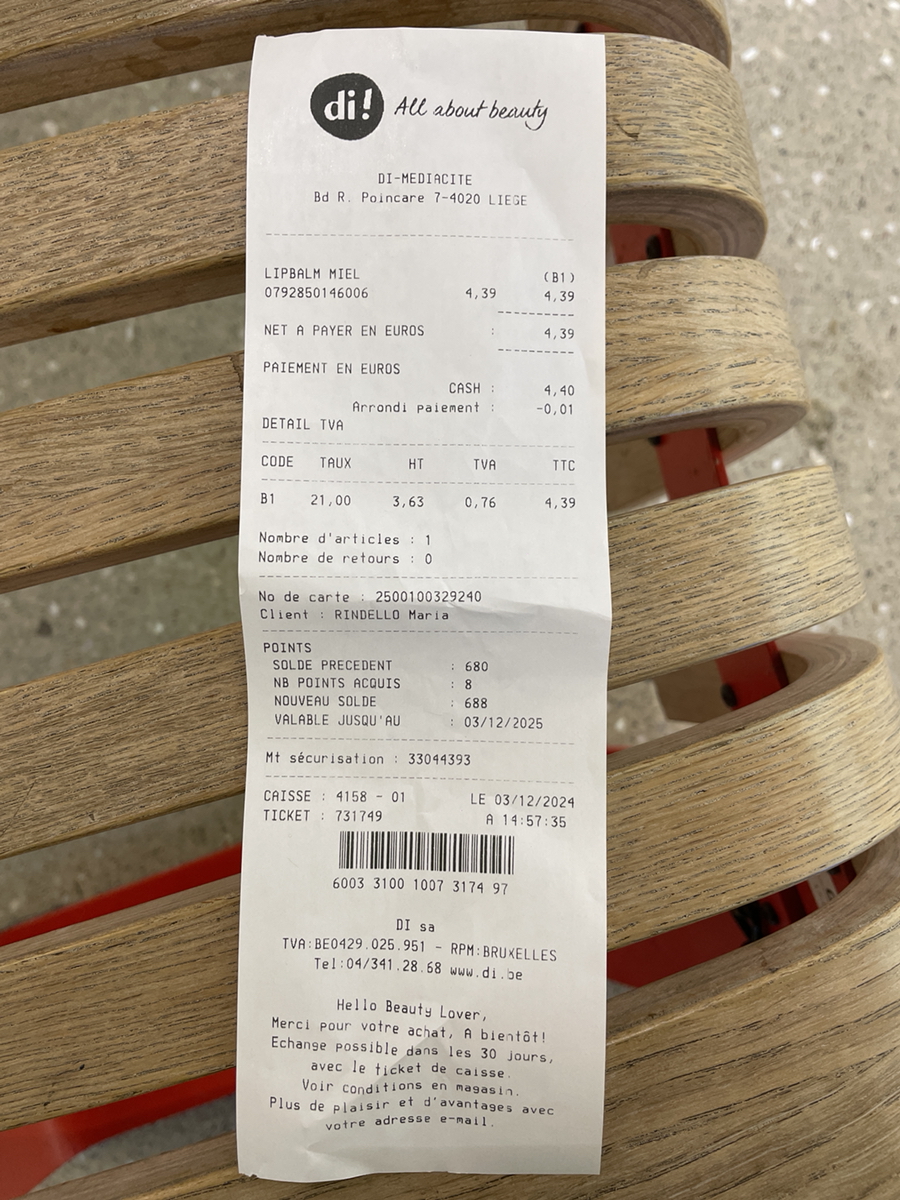 di! All about beauty
DI-MEDIACITE
Bd R. Poincare 7-4020 LIEGE
LIPBALM MIEL (B1)
0792850146006 4,39 4,39
NET A PAYER EN EUROS : 4,39
PAIEMENT EN EUROS
CASH : 4,40
Arrondi paiement : -0,01
DETAIL TVA
CODE TAUX HT TVA TTC
B1 21,00 3,63 0,76 4,39
Nombre d'articles : 1
Nombre de retours : 0
No de carte : 2500100329240
Client : RINDELLO Maria
POINTS
SOLDE PRECEDENT : 680
NB POINTS ACQUIS : 8
NOUVEAU SOLDE : 688
VALABLE JUSQU'AU : 03/12/2025
Mt sécurisation : 33044393
CAISSE : 4158 - 01 LE 03/12/2024
TICKET : 731749 A 14:57:35
6003 3100 1007 3174 97
DI sa
TVA:BE0429.025.951 - RPM:BRUXELLES
Tel:04/341.28.68 www.di.be
Hello Beauty Lover,
Merci pour votre achat, A bientôt!
Echange possible dans les 30 jours,
avec le ticket de caisse.
Voir conditions en magasin.
Plus de plaisir et d'avantages avec
votre adresse e-mail.